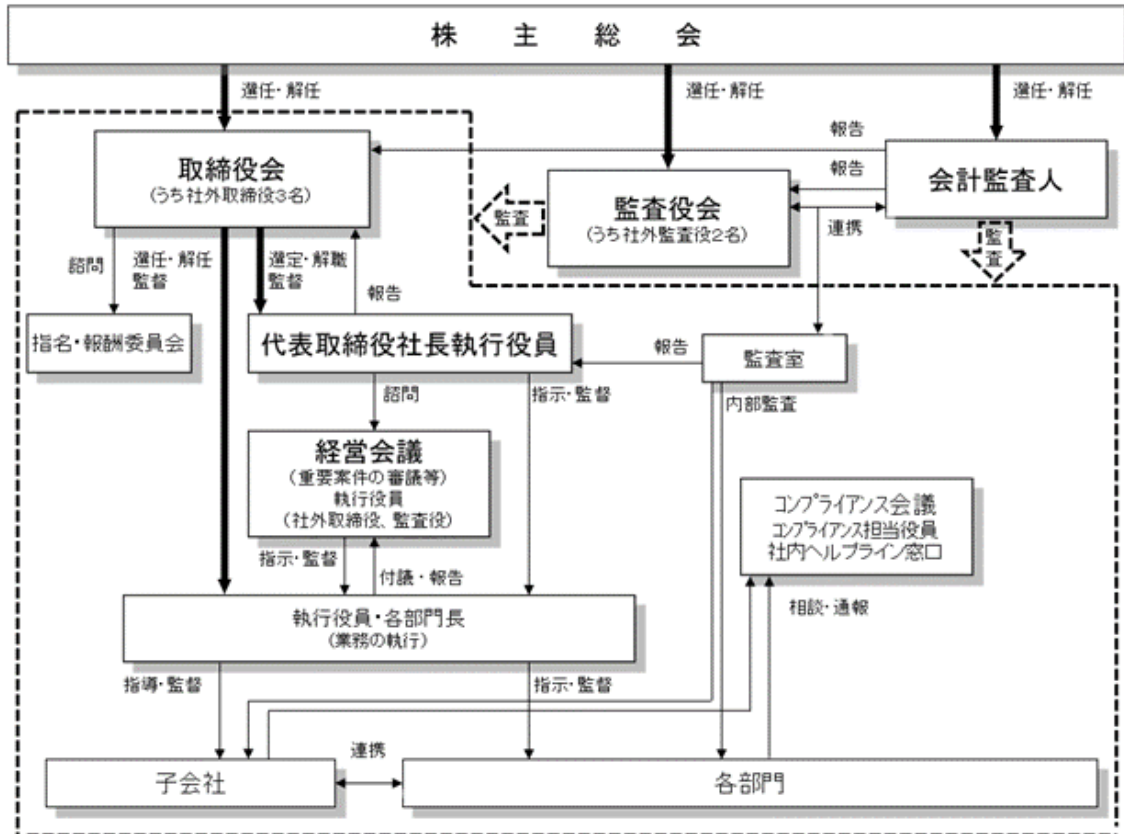 株主総会
選任・解任
選任・解任
選任・解任
取締役会
(うち社外取締役3名)
報告
報告
会計監査人
監査役会
(うち社外監査役2名)
監査
連携
監査
諮問
選任・解任
監督
選定・解職
監督
報告
指名・報酬委員会
代表取締役社長執行役員
報告
監査室
諮問
指示・監督
内部監査
経営会議
(重要案件の審議等)
執行役員
(社外取締役、監査役)
コンプライアンス会議
コンプライアンス担当役員
社内ヘルプライン窓口
指示・監督
付議・報告
相談・通報
執行役員・各部門長
(業務の執行)
指導・監督
指示・監督
連携
子会社
各部門